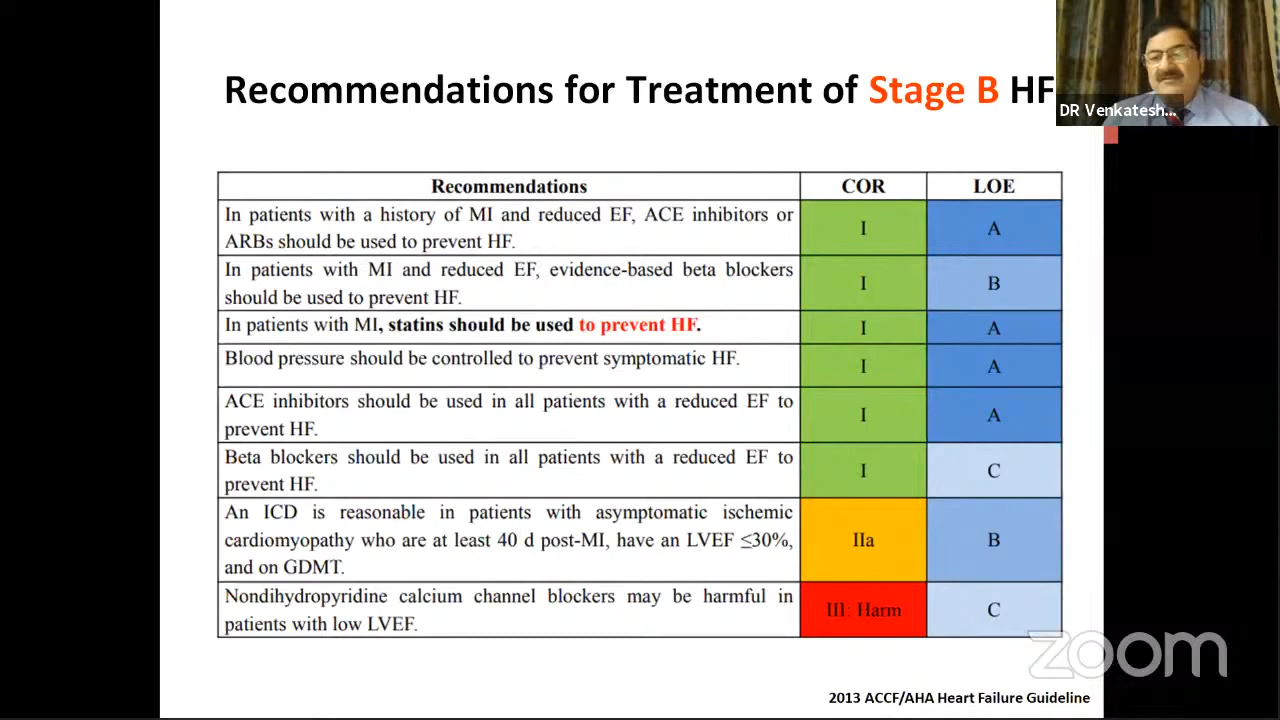 Recommendations for Treatment of Stage B HF
DR Venkatesh...
Recommendations COR LOE
In patients with a history of MI and reduced EF, ACE inhibitors or
ARBs should be used to prevent HF.
I A
In patients with MI and reduced EF, evidence-based beta blockers
should be used to prevent HF.
I B
In patients with MI, statins should be used to prevent HF.
I A
Blood pressure should be controlled to prevent symptomatic HF.
I A
ACE inhibitors should be used in all patients with a reduced EF to
prevent HF.
I A
Beta blockers should be used in all patients with a reduced EF to
prevent HF.
I C
An ICD is reasonable in patients with asymptomatic ischemic
cardiomyopathy who are at least 40 d post-MI, have an LVEF ≤30%,
and on GDMT.
IIa B
Nondihydropyridine calcium channel blockers may be harmful in
patients with low LVEF.
III: Harm C
zoom
2013 ACCF/AHA Heart Failure Guideline